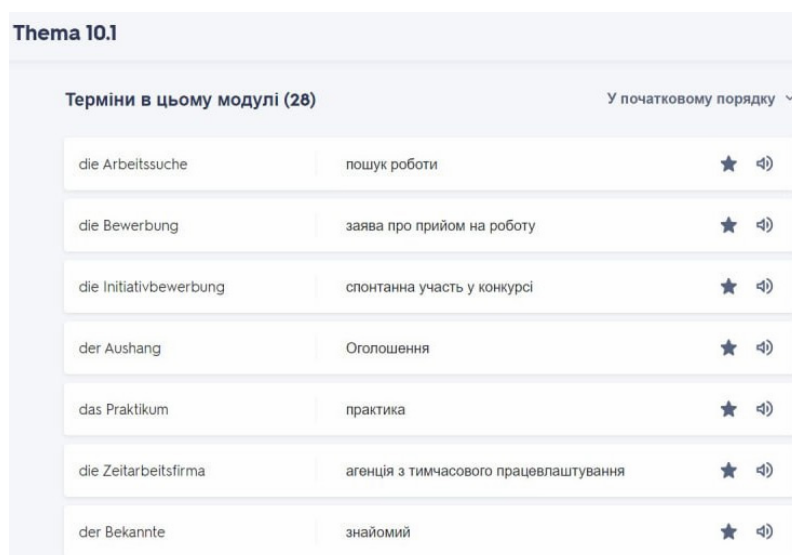 Thema 10.1
Терміни в цьому модулі (28)
У початковому порядку
die Arbeitssuche
пошук роботи
die Bewerbung
заява про прийом на роботу
die Initiativbewerbung
спонтанна участь у конкурсі
der Aushang
Оголошення
das Praktikum
практика
die Zeitarbeitsfirma
агенція з тимчасового працевлаштування
der Bekannte
знайомий